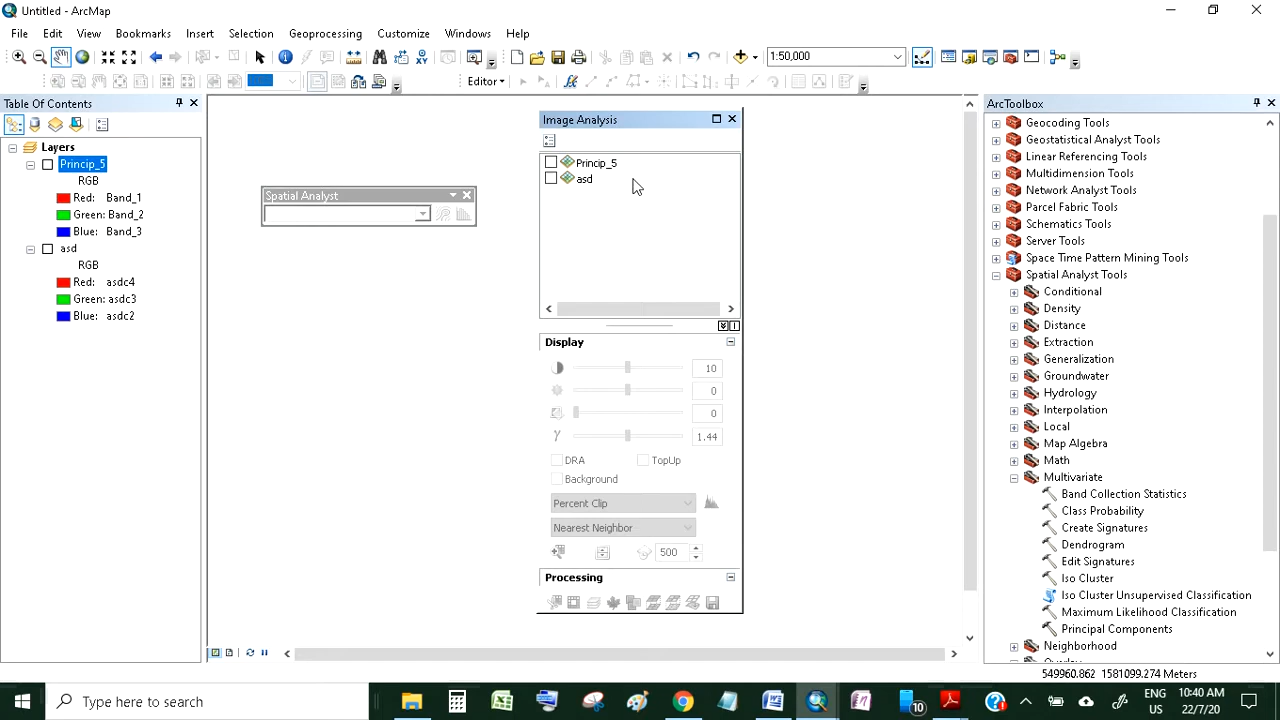 Untitled - ArcMap
File Edit View Bookmarks Insert Selection Geoprocessing Customize Windows Help
1:50,000
Editor
Table Of Contents
Layers
Princip_5
RGB
Red: Band_1
Green: Band_2
Blue: Band_3
asd
RGB
Red: asdc4
Green: asdc3
Blue: asdc2
Spatial Analyst
Image Analysis
Princip_5
asd
Display
10
0
0
1.44
DRA TopUp
Background
Percent Clip
Nearest Neighbor
500
Processing
ArcToolbox
Geocoding Tools
Geostatistical Analyst Tools
Linear Referencing Tools
Multidimension Tools
Network Analyst Tools
Parcel Fabric Tools
Schematics Tools
Server Tools
Space Time Pattern Mining Tools
Spatial Analyst Tools
Conditional
Density
Distance
Extraction
Generalization
Groundwater
Hydrology
Interpolation
Local
Map Algebra
Math
Multivariate
Band Collection Statistics
Class Probability
Create Signatures
Dendrogram
Edit Signatures
Iso Cluster
Iso Cluster Unsupervised Classification
Maximum Likelihood Classification
Principal Components
Neighborhood
549960.862 1581099.274 Meters
Type here to search
10
ENG
US
10:40 AM
22/7/20